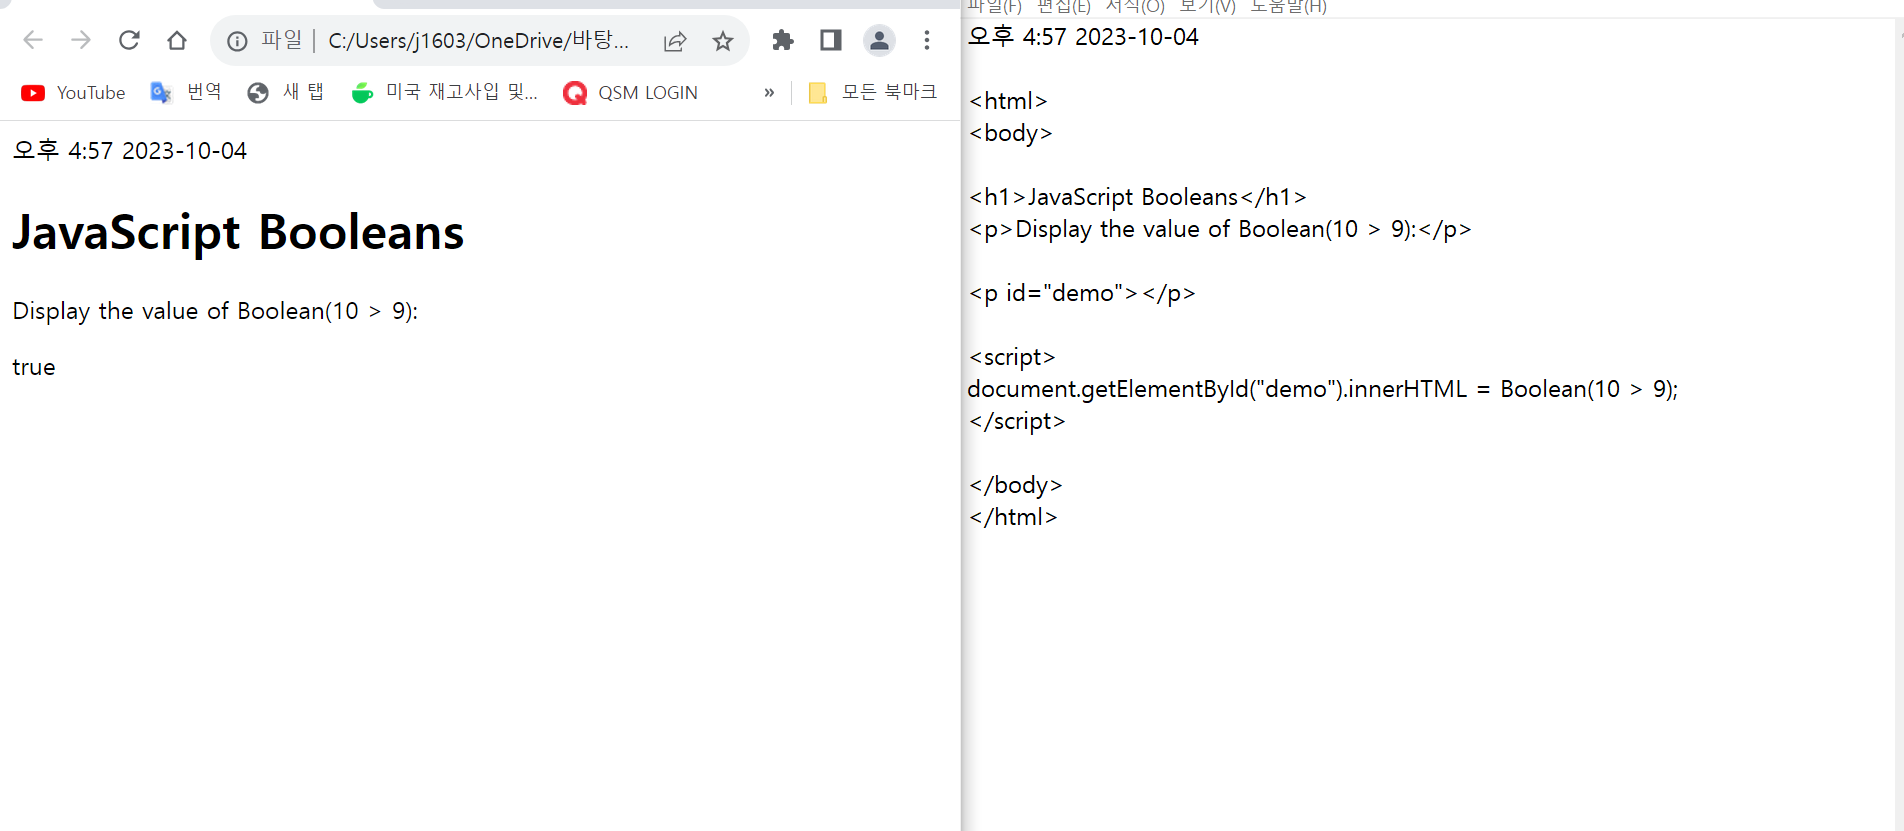 파일 | C:/Users/j1603/OneDrive/바탕...
YouTube 번역 새 탭 미국 재고사입 및... QSM LOGIN » 모든 북마크
오후 4:57 2023-10-04
JavaScript Booleans
Display the value of Boolean(10 > 9):
true
파일(F) 편집(E) 서식(O) 보기(V) 도움말(H)
오후 4:57 2023-10-04
<html>
<body>
<h1>JavaScript Booleans</h1>
<p>Display the value of Boolean(10 > 9):</p>
<p id="demo"></p>
<script>
document.getElementById("demo").innerHTML = Boolean(10 > 9);
</script>
</body>
</html>